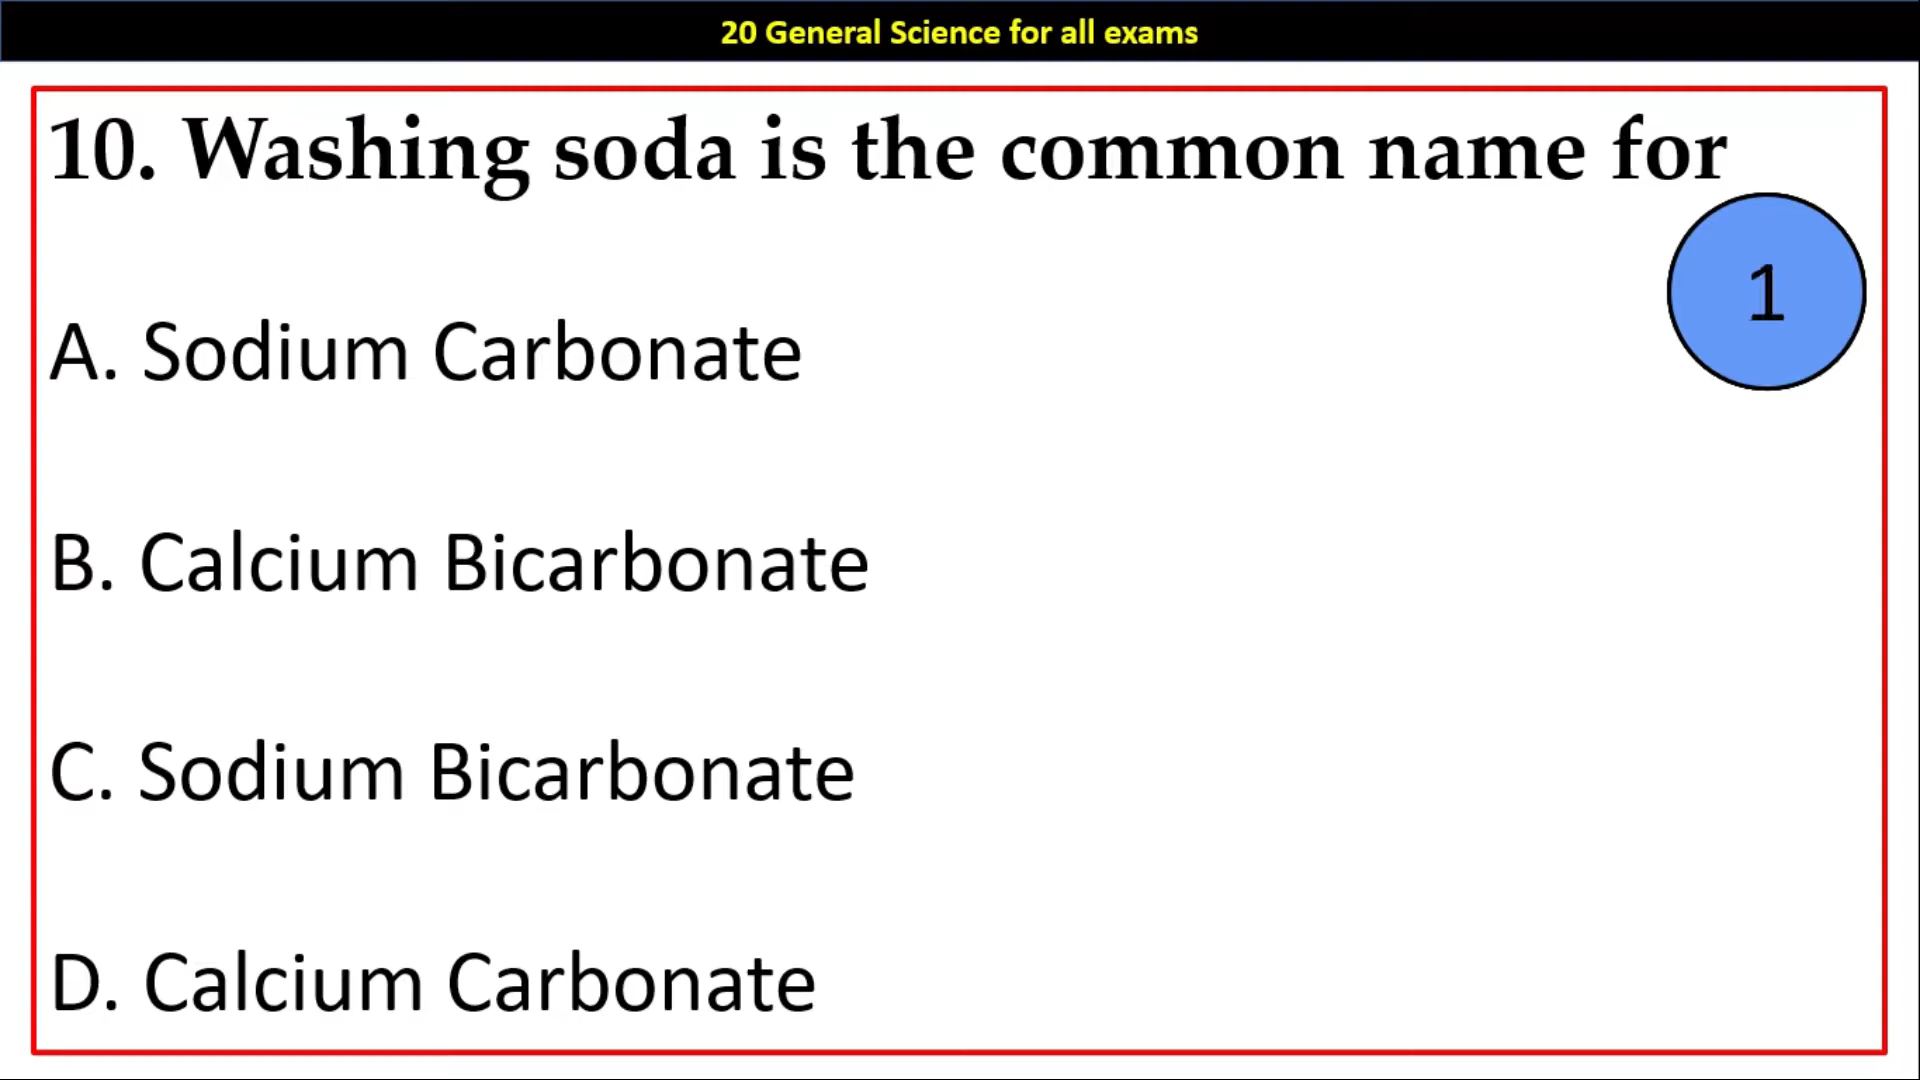 20 General Science for all exams
10. Washing soda is the common name for
1
A. Sodium Carbonate
B. Calcium Bicarbonate
C. Sodium Bicarbonate
D. Calcium Carbonate